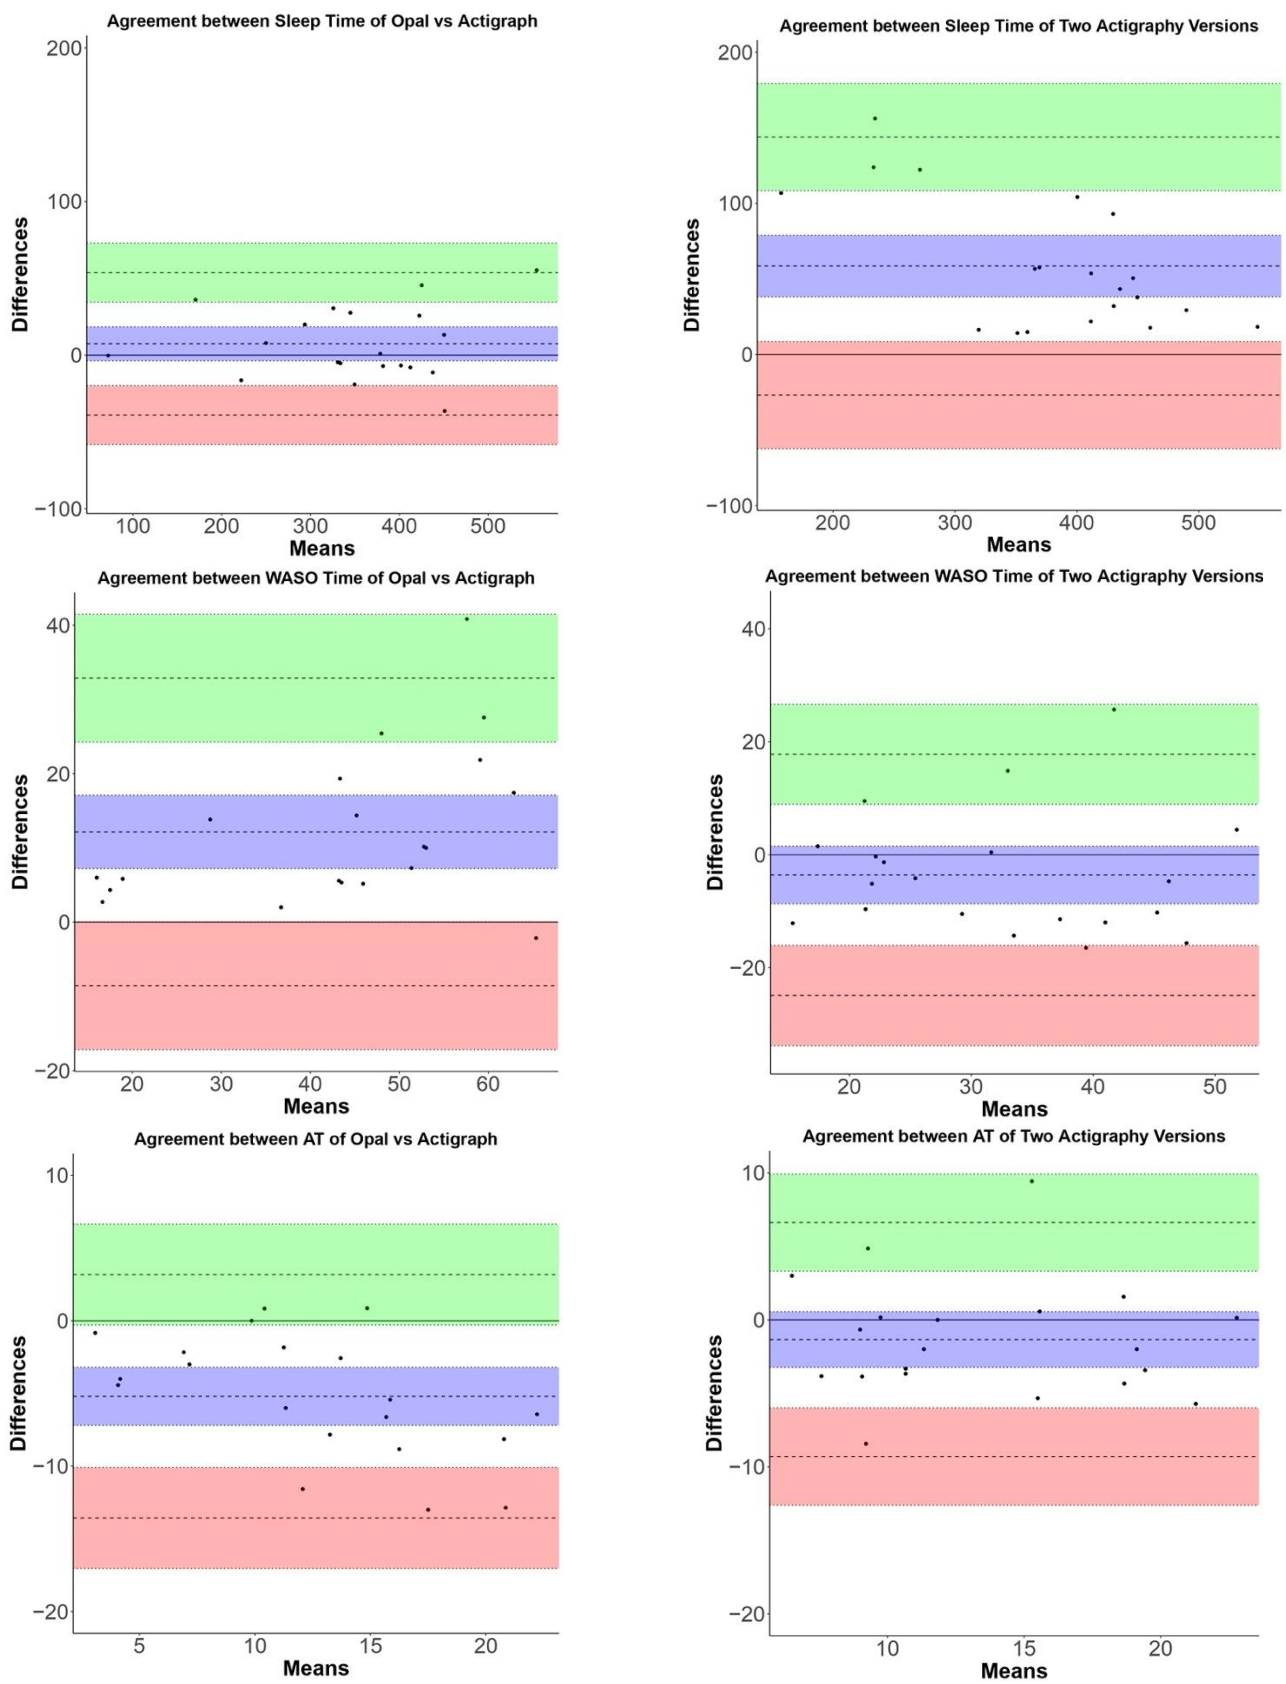 Agreement between Sleep Time of Opal vs Actigraph
200
100
0
−100
Differences
100 200 300 400 500
Means
Agreement between Sleep Time of Two Actigraphy Versions
200
100
0
−100
Differences
200 300 400 500
Means
Agreement between WASO Time of Opal vs Actigraph
40
20
0
−20
Differences
20 30 40 50 60
Means
Agreement between WASO Time of Two Actigraphy Versions
40
20
0
−20
Differences
20 30 40 50
Means
Agreement between AT of Opal vs Actigraph
10
0
−10
−20
Differences
5 10 15 20
Means
Agreement between AT of Two Actigraphy Versions
10
0
−10
−20
Differences
10 15 20
Means